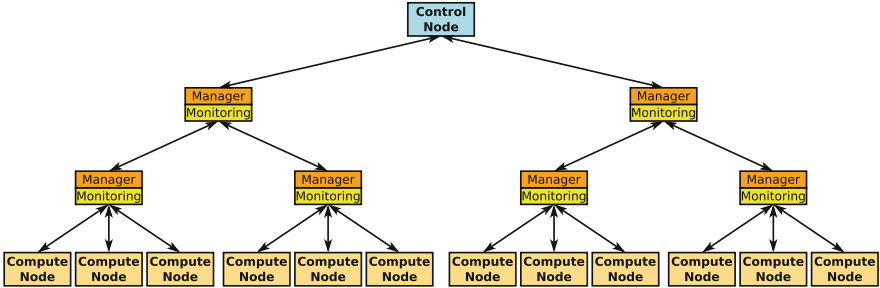 Control
Node
Manager
Monitoring
Manager
Monitoring
Manager
Monitoring
Manager
Monitoring
Manager
Monitoring
Manager
Monitoring
Compute
Node
Compute
Node
Compute
Node
Compute
Node
Compute
Node
Compute
Node
Compute
Node
Compute
Node
Compute
Node
Compute
Node
Compute
Node
Compute
Node